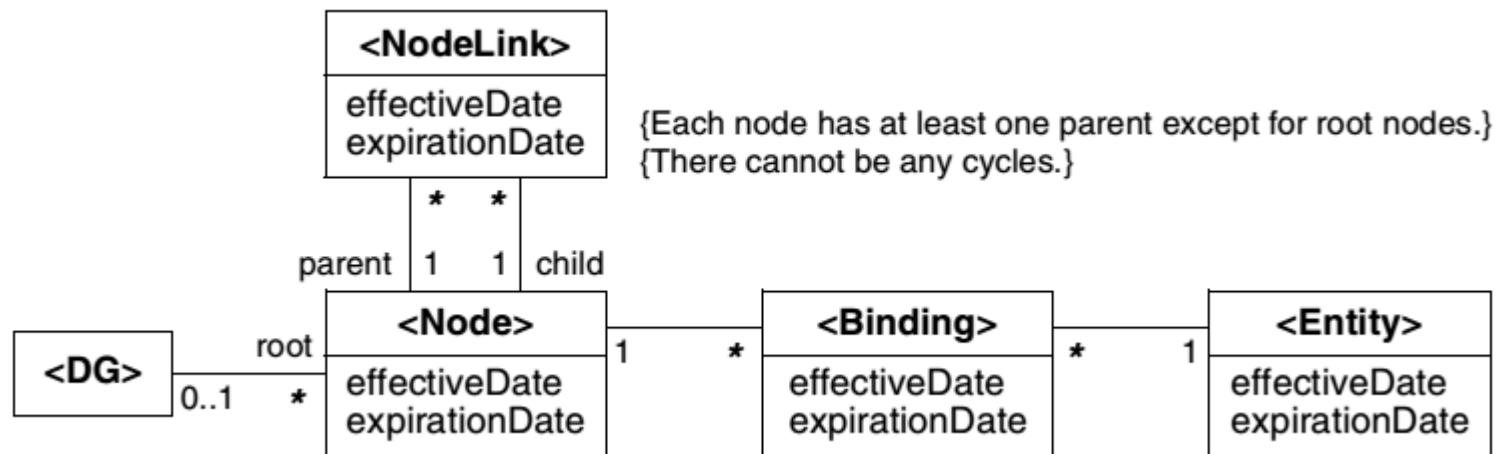 <NodeLink>
effectiveDate
expirationDate
{Each node has at least one parent except for root nodes.}
{There cannot be any cycles.}
* *
parent 1 1 child
<DG>
0..1 root *
<Node>
effectiveDate
expirationDate
1 *
<Binding>
effectiveDate
expirationDate
* 1
<Entity>
effectiveDate
expirationDate